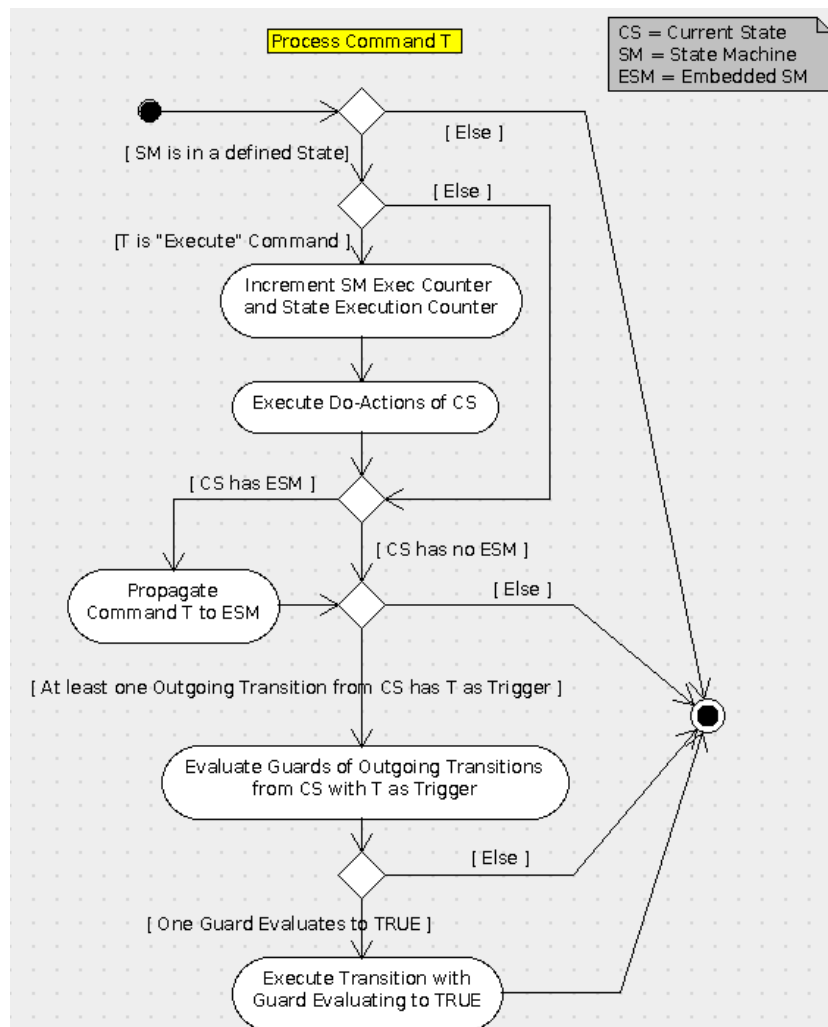 Process Command T
CS = Current State
SM = State Machine
ESM = Embedded SM
[ Else ]
[ SM is in a defined State]
[ Else ]
[T is "Execute" Command ]
Increment SM Exec Counter
and State Execution Counter
Execute Do-Actions of CS
[ CS has ESM ]
[ CS has no ESM ]
Propagate
Command T to ESM
[ Else ]
[ At least one Outgoing Transition from CS has T as Trigger ]
Evaluate Guards of Outgoing Transitions
from CS with T as Trigger
[ Else ]
[ One Guard Evaluates to TRUE ]
Execute Transition with
Guard Evaluating to TRUE